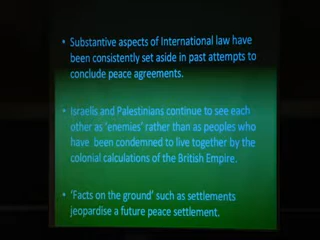 • Substantive aspects of International law have
been consistently set aside in past attempts to
conclude peace agreements.
• Israelis and Palestinians continue to see each
other as 'enemies' rather than as peoples who
have been condemned to live together by the
colonial calculations of the British Empire.
• 'Facts on the ground' such as settlements
jeopardise a future peace settlement.